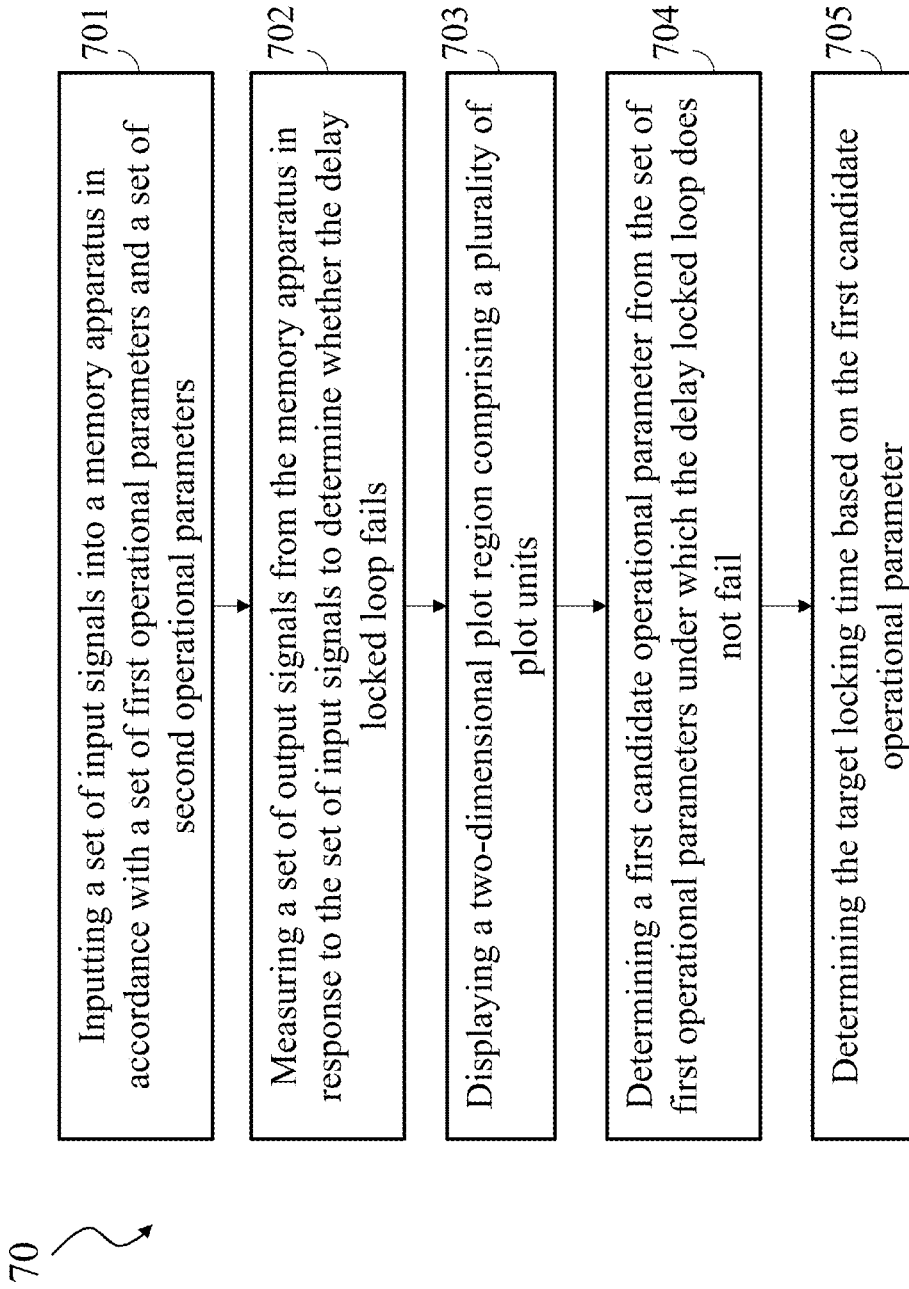 70
Inputting a set of input signals into a memory apparatus in
accordance with a set of first operational parameters and a set of
second operational parameters
701
Measuring a set of output signals from the memory apparatus in
response to the set of input signals to determine whether the delay
locked loop fails
702
Displaying a two-dimensional plot region comprising a plurality of
plot units
703
Determining a first candidate operational parameter from the set of
first operational parameters under which the delay locked loop does
not fail
704
Determining the target locking time based on the first candidate
operational parameter
705